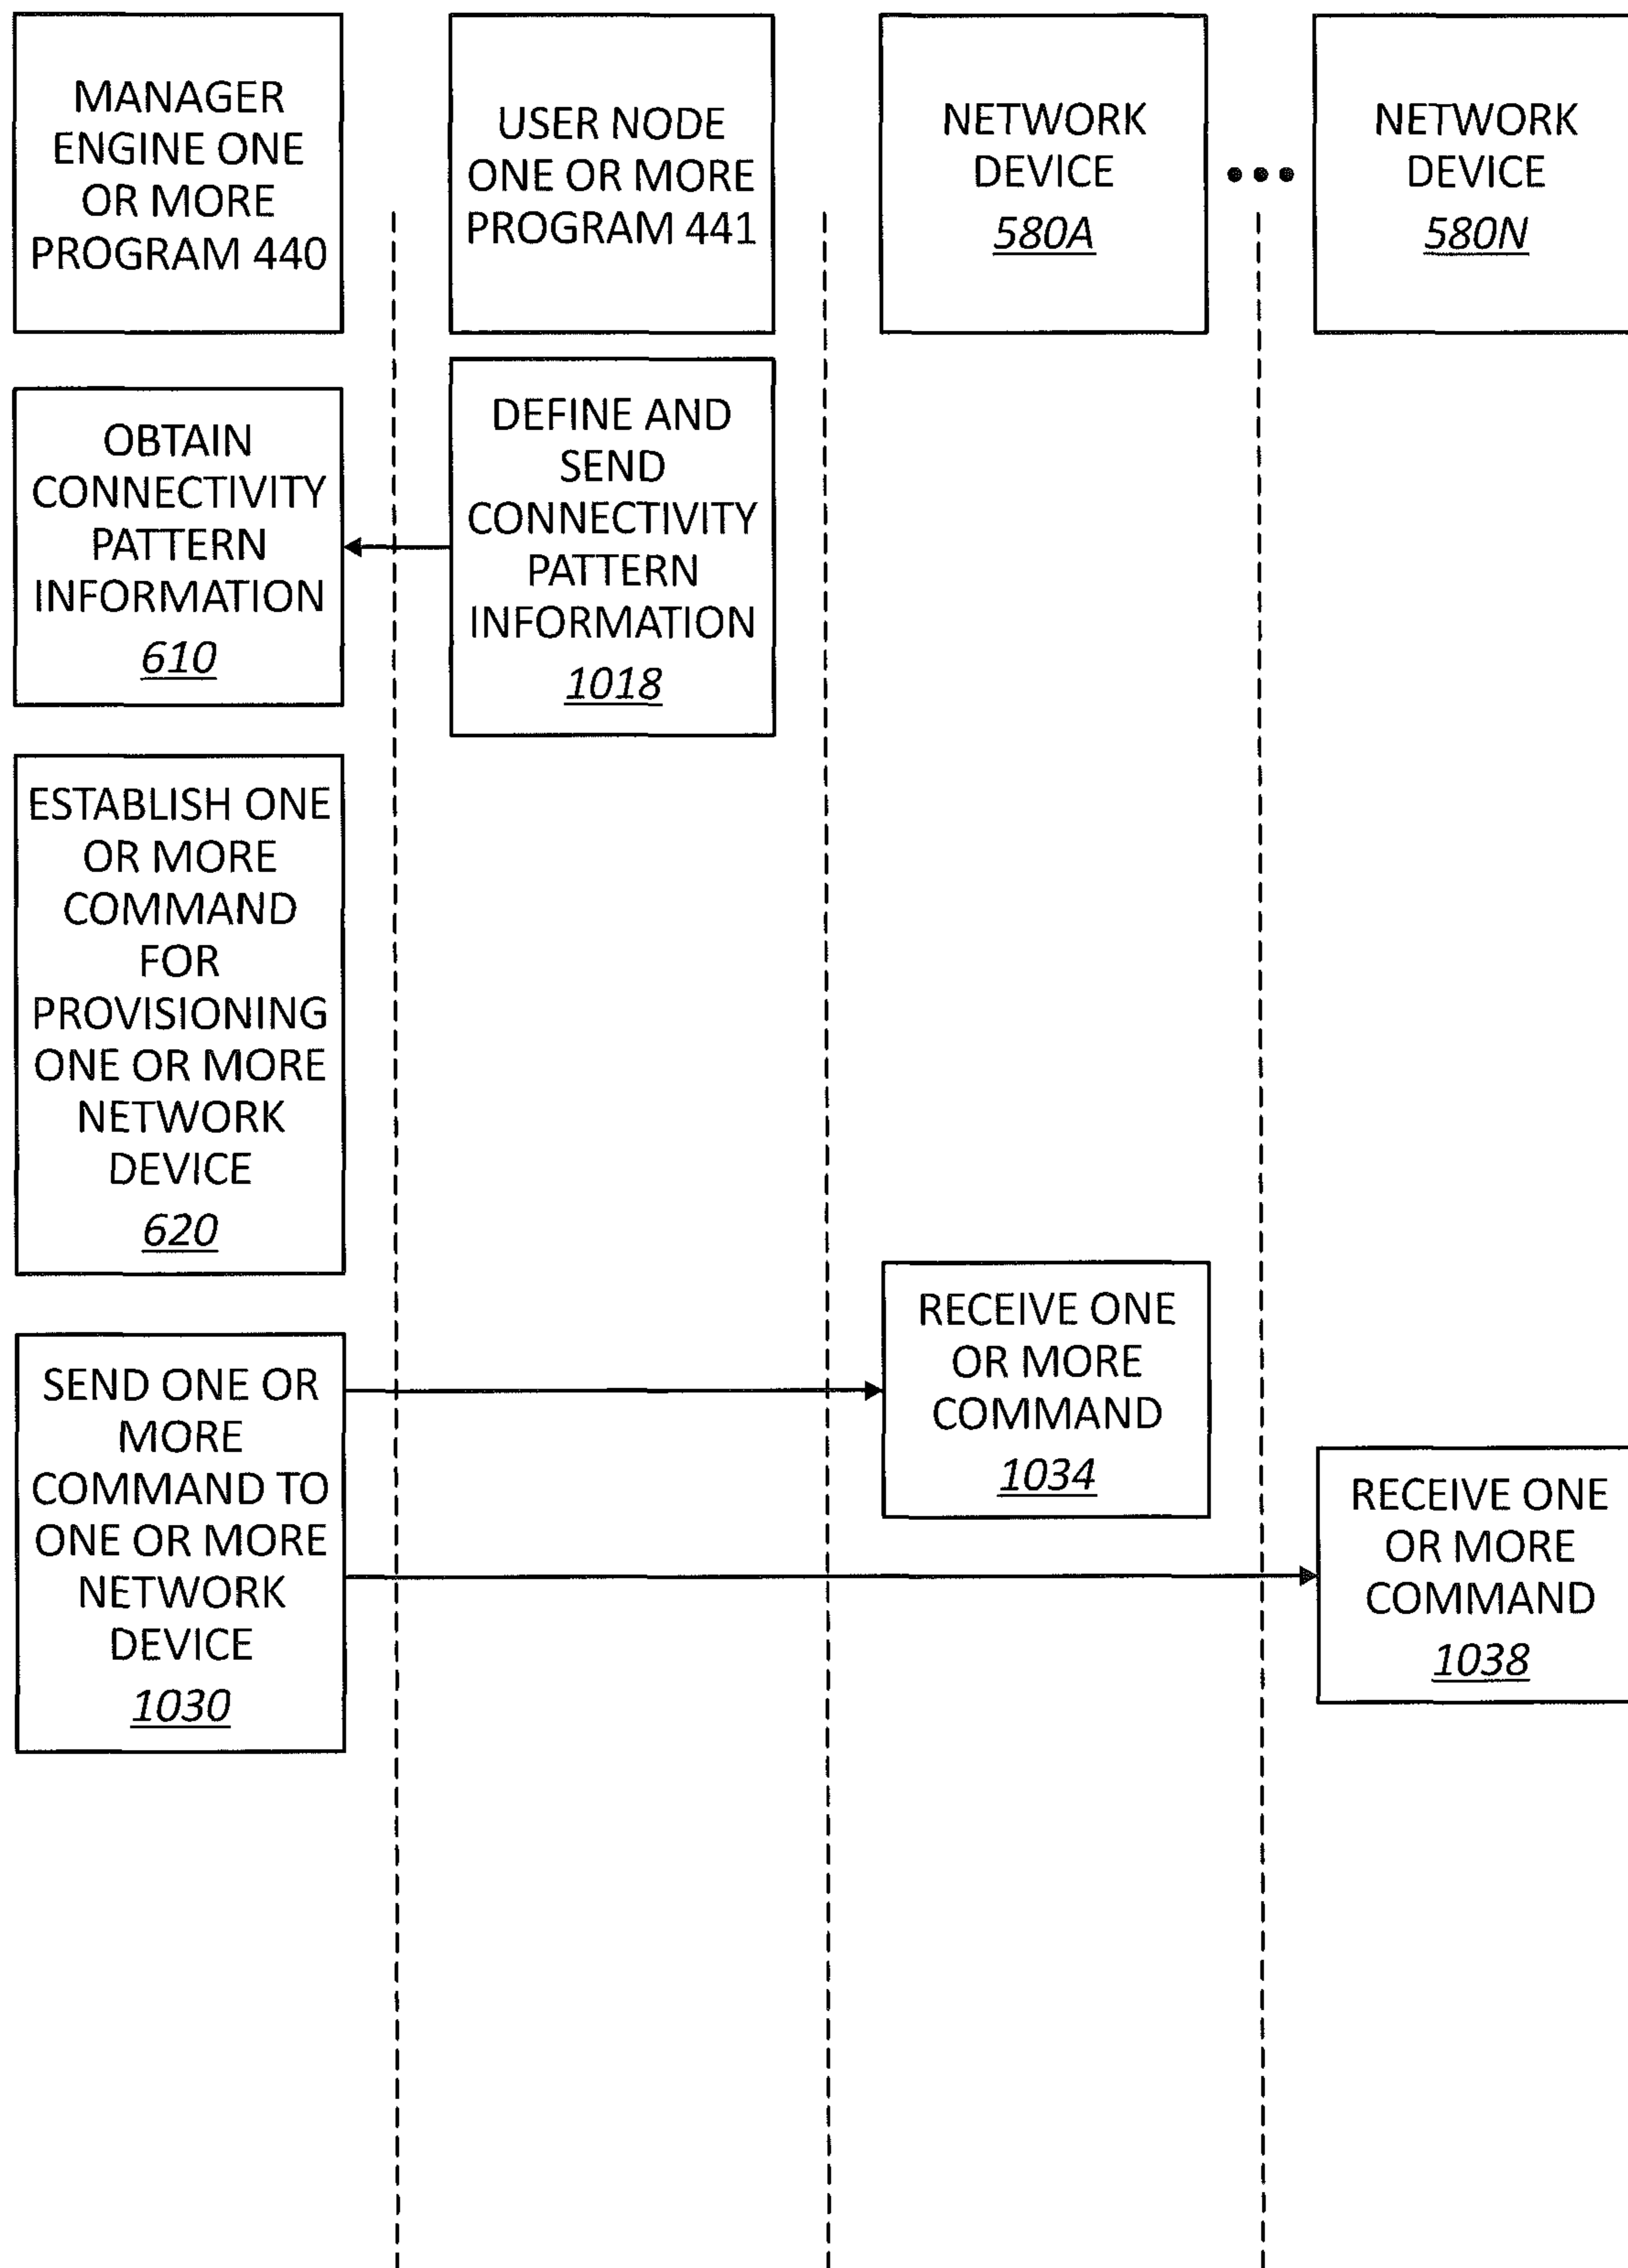 MANAGER
ENGINE ONE
OR MORE
PROGRAM 440
USER NODE
ONE OR MORE
PROGRAM 441
NETWORK
DEVICE
580A
NETWORK
DEVICE
580N
OBTAIN
CONNECTIVITY
PATTERN
INFORMATION
610
DEFINE AND
SEND
CONNECTIVITY
PATTERN
INFORMATION
1018
ESTABLISH ONE
OR MORE
COMMAND
FOR
PROVISIONING
ONE OR MORE
NETWORK
DEVICE
620
SEND ONE OR
MORE
COMMAND TO
ONE OR MORE
NETWORK
DEVICE
1030
RECEIVE ONE
OR MORE
COMMAND
1034
RECEIVE ONE
OR MORE
COMMAND
1038